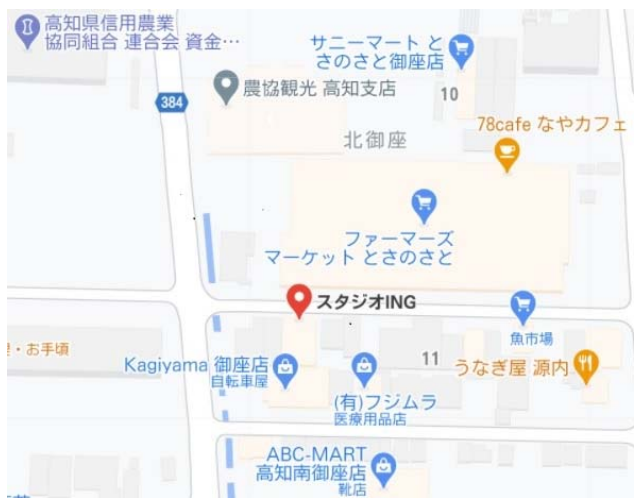 高知県信用農業
協同組合 連合会 資金…
サニーマート と
さのさと御座店
384
農協観光 高知支店
10
78cafe なやカフェ
北御座
ファーマーズ
マーケット とさのさと
スタジオING
魚市場
・お手頃
Kagiyama 御座店
自転車屋
11
うなぎ屋 源内
(有)フジムラ
医療用品店
ABC-MART
高知南御座店
靴店